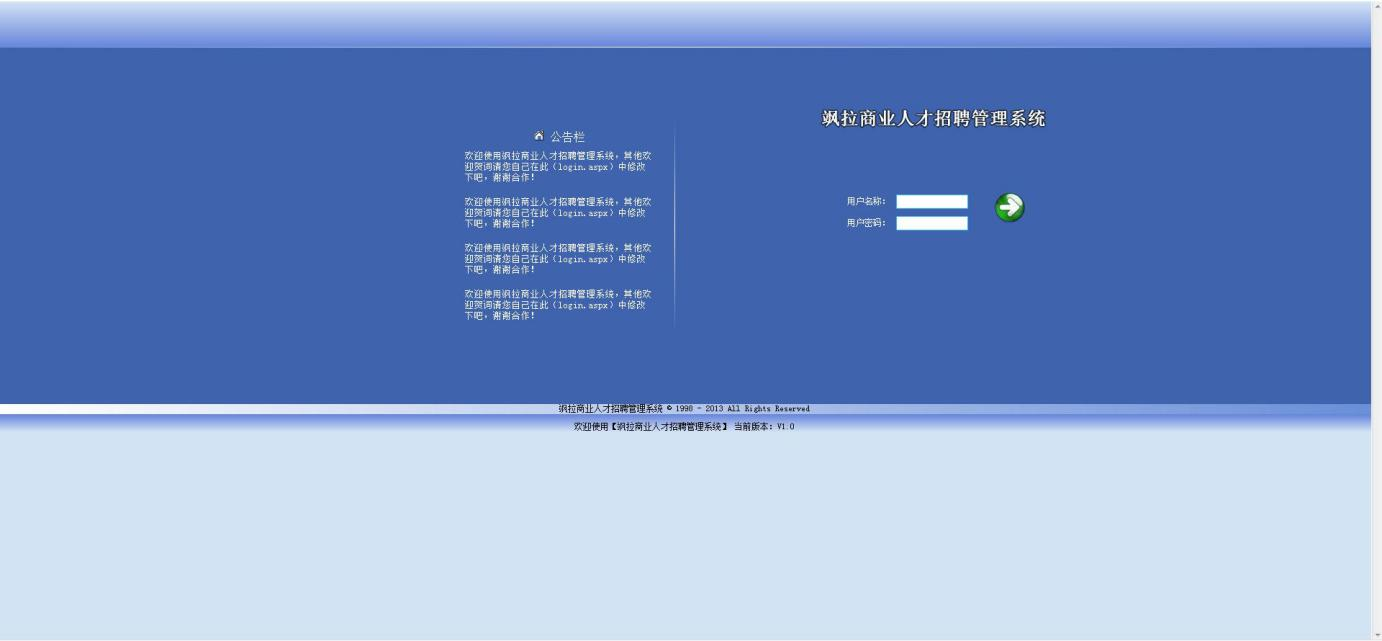 飒拉商业人才招聘管理系统
公告栏
欢迎使用飒拉商业人才招聘管理系统，其他欢
迎贺词请您自己在此（login.aspx）中修改
下吧，谢谢合作！
欢迎使用飒拉商业人才招聘管理系统，其他欢
迎贺词请您自己在此（login.aspx）中修改
下吧，谢谢合作！
欢迎使用飒拉商业人才招聘管理系统，其他欢
迎贺词请您自己在此（login.aspx）中修改
下吧，谢谢合作！
欢迎使用飒拉商业人才招聘管理系统，其他欢
迎贺词请您自己在此（login.aspx）中修改
下吧，谢谢合作！
用户名称：
用户密码：
飒拉商业人才招聘管理系统 © 1998 - 2013 All Rights Reserved
欢迎使用【飒拉商业人才招聘管理系统】 当前版本：V1.0